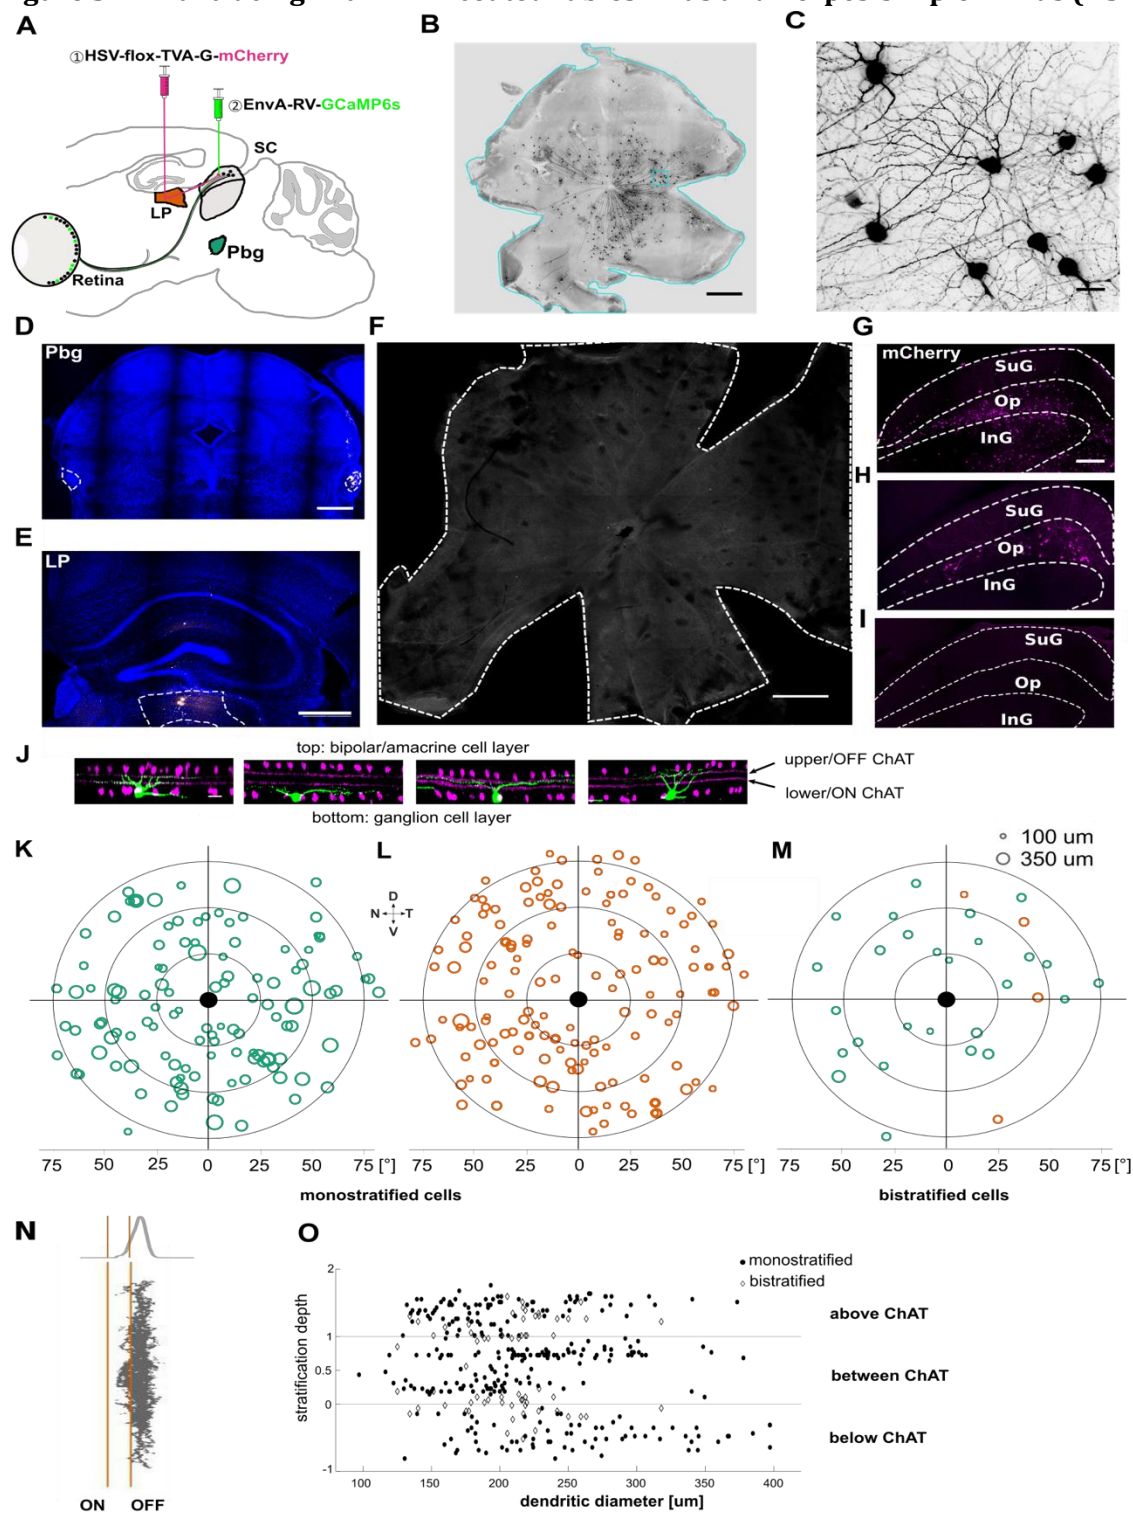 A
①HSV-flox-TVA-G-mCherry
②EnvA-RV-GCaMP6s
SC
LP
Pbg
Retina
B
C
D
Pbg
E
LP
F
G
mCherry
SuG
Op
InG
H
SuG
Op
InG
I
SuG
Op
InG
J
top: bipolar/amacrine cell layer
upper/OFF ChAT
lower/ON ChAT
bottom: ganglion cell layer
K
L
M
100 um
350 um
D
N T
V
75 50 25 0 25 50 75 [°]
75 50 25 0 25 50 75 [°]
75 50 25 0 25 50 75 [°]
monostratified cells
bistratified cells
N
ON OFF
O
monostratified
bistratified
stratification depth
2
1
0.5
0
-1
above ChAT
between ChAT
below ChAT
100 150 200 250 300 350 400
dendritic diameter [um]